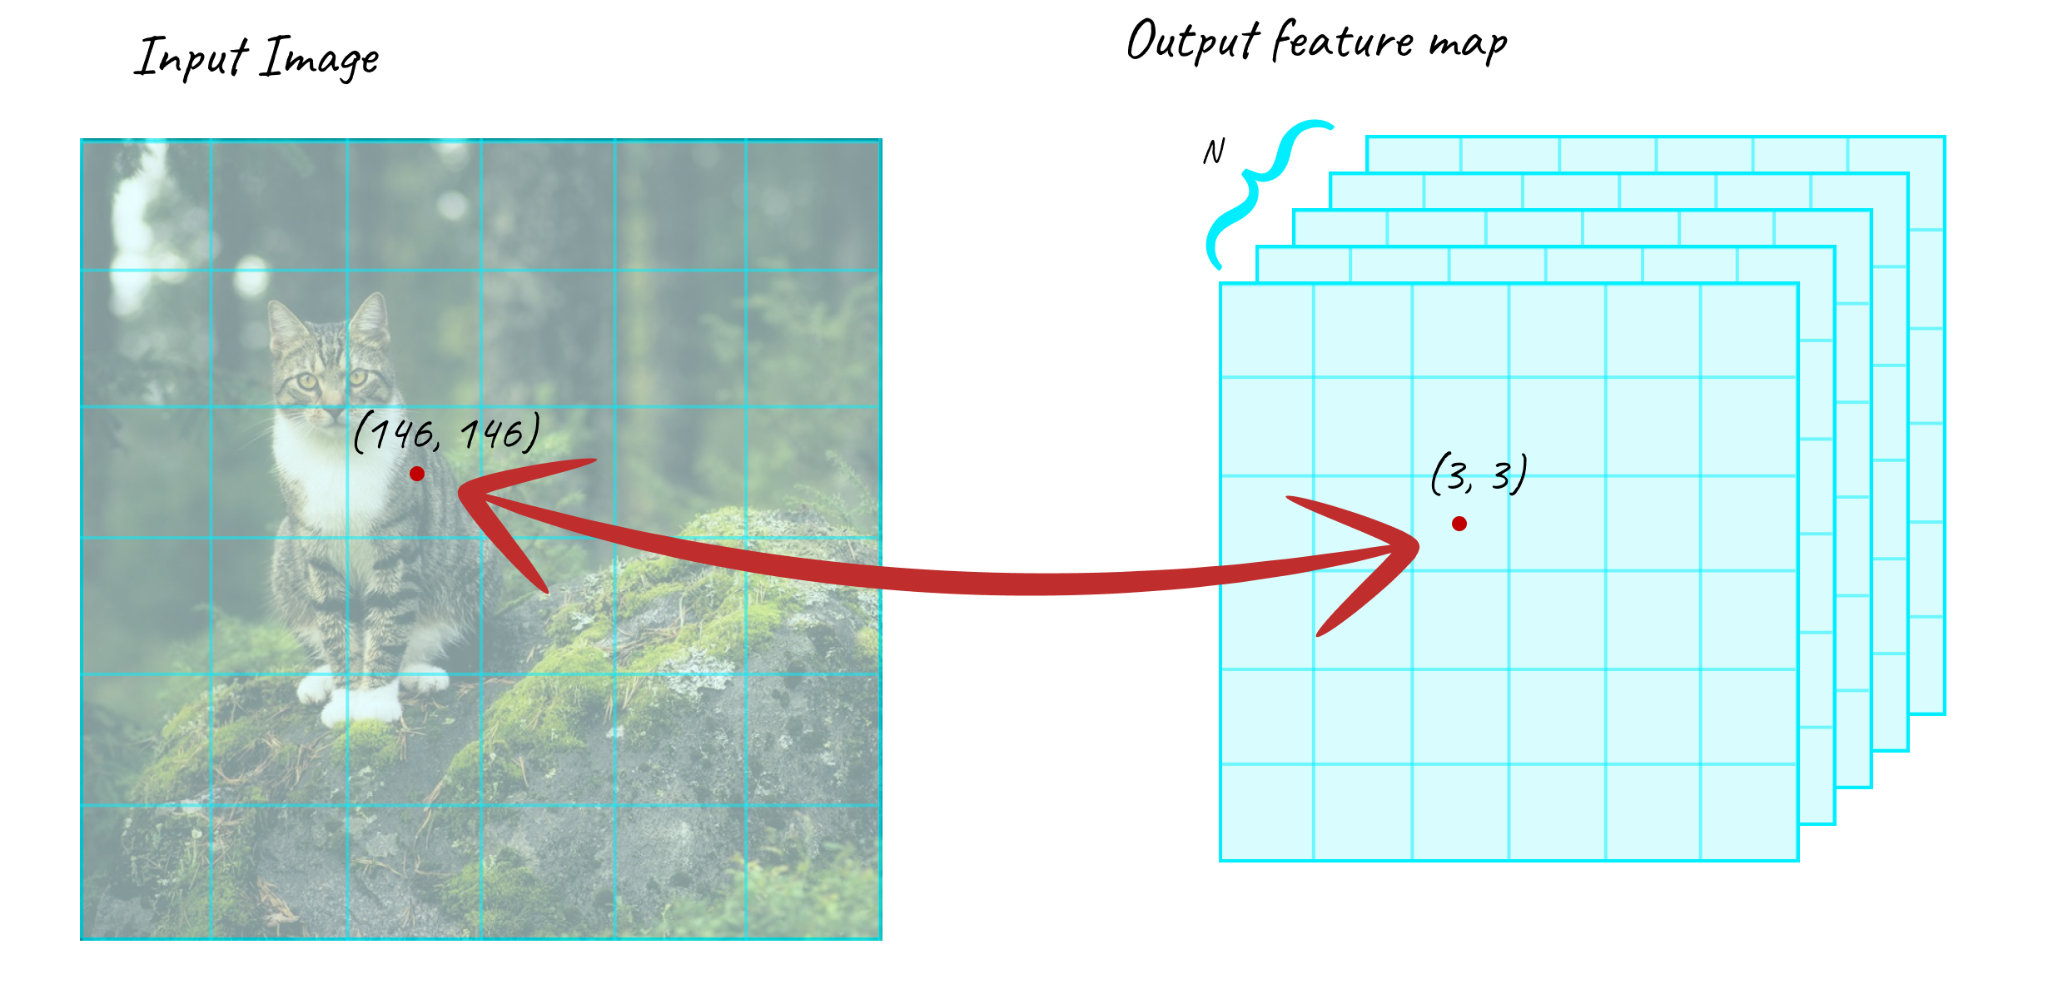 Input Image
Output feature map
N
(146, 146)
(3, 3)